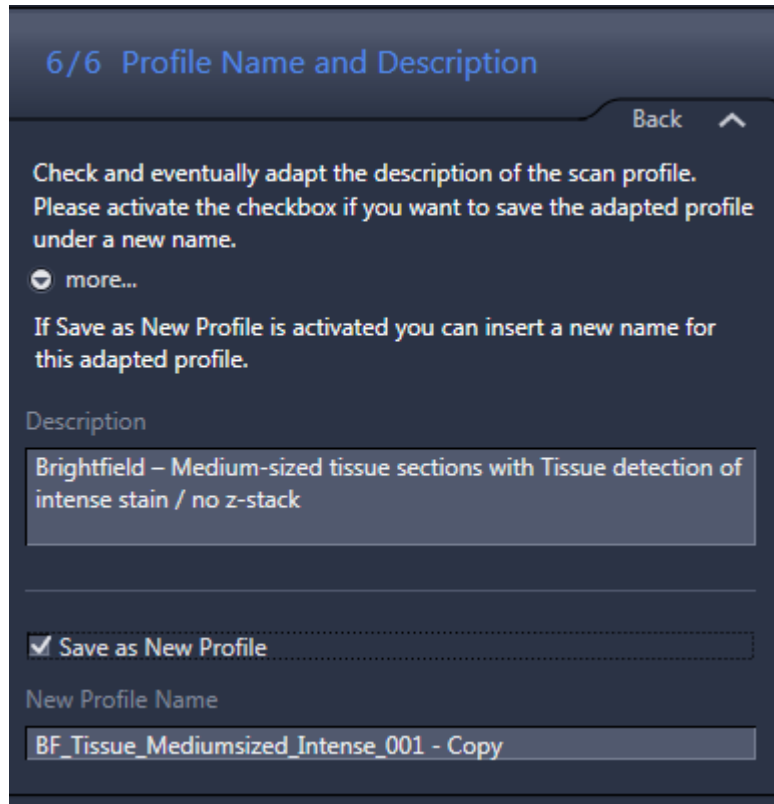 6/6 Profile Name and Description
Back
Check and eventually adapt the description of the scan profile.
Please activate the checkbox if you want to save the adapted profile
under a new name.
more...
If Save as New Profile is activated you can insert a new name for
this adapted profile.
Description
Brightfield – Medium-sized tissue sections with Tissue detection of
intense stain / no z-stack
Save as New Profile
New Profile Name
BF_Tissue_Mediumsized_Intense_001 - Copy